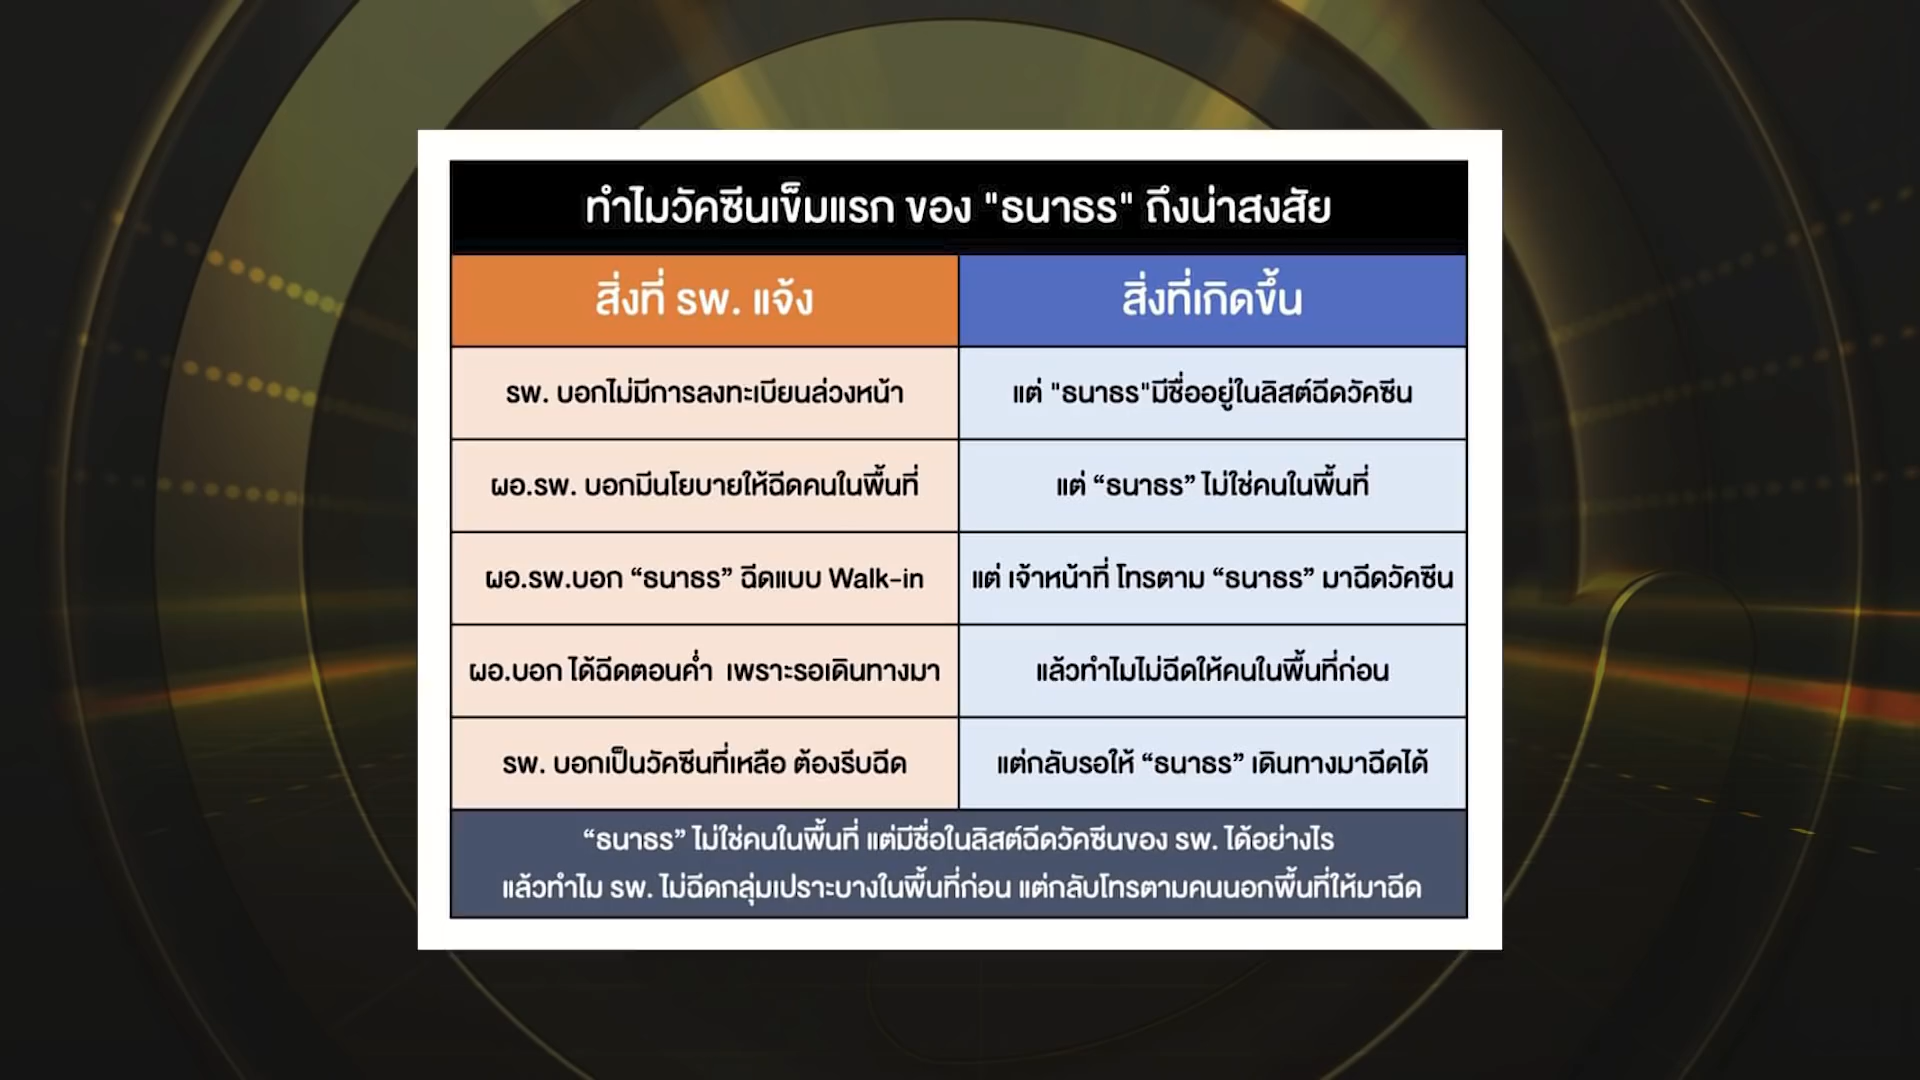 ทำไมวัคซีนเข็มแรก ของ "ธนาธร" ถึงน่าสงสัย
สิ่งที่ รพ. แจ้ง
สิ่งที่เกิดขึ้น
รพ. บอกไม่มีการลงทะเบียนล่วงหน้า
แต่ "ธนาธร"มีชื่ออยู่ในลิสต์ฉีดวัคซีน
ผอ.รพ. บอกมีนโยบายให้ฉีดคนในพื้นที่
แต่ “ธนาธร” ไม่ใช่คนในพื้นที่
ผอ.รพ.บอก “ธนาธร” ฉีดแบบ Walk-in
แต่ เจ้าหน้าที่ โทรตาม “ธนาธร” มาฉีดวัคซีน
ผอ.บอก ได้ฉีดตอนค่ำ เพราะรอเดินทางมา
แล้วทำไมไม่ฉีดให้คนในพื้นที่ก่อน
รพ. บอกเป็นวัคซีนที่เหลือ ต้องรีบฉีด
แต่กลับรอให้ “ธนาธร” เดินทางมาฉีดได้
“ธนาธร” ไม่ใช่คนในพื้นที่ แต่มีชื่อในลิสต์ฉีดวัคซีนของ รพ. ได้อย่างไร
แล้วทำไม รพ. ไม่ฉีดกลุ่มเปราะบางในพื้นที่ก่อน แต่กลับโทรตามคนนอกพื้นที่ให้มาฉีด